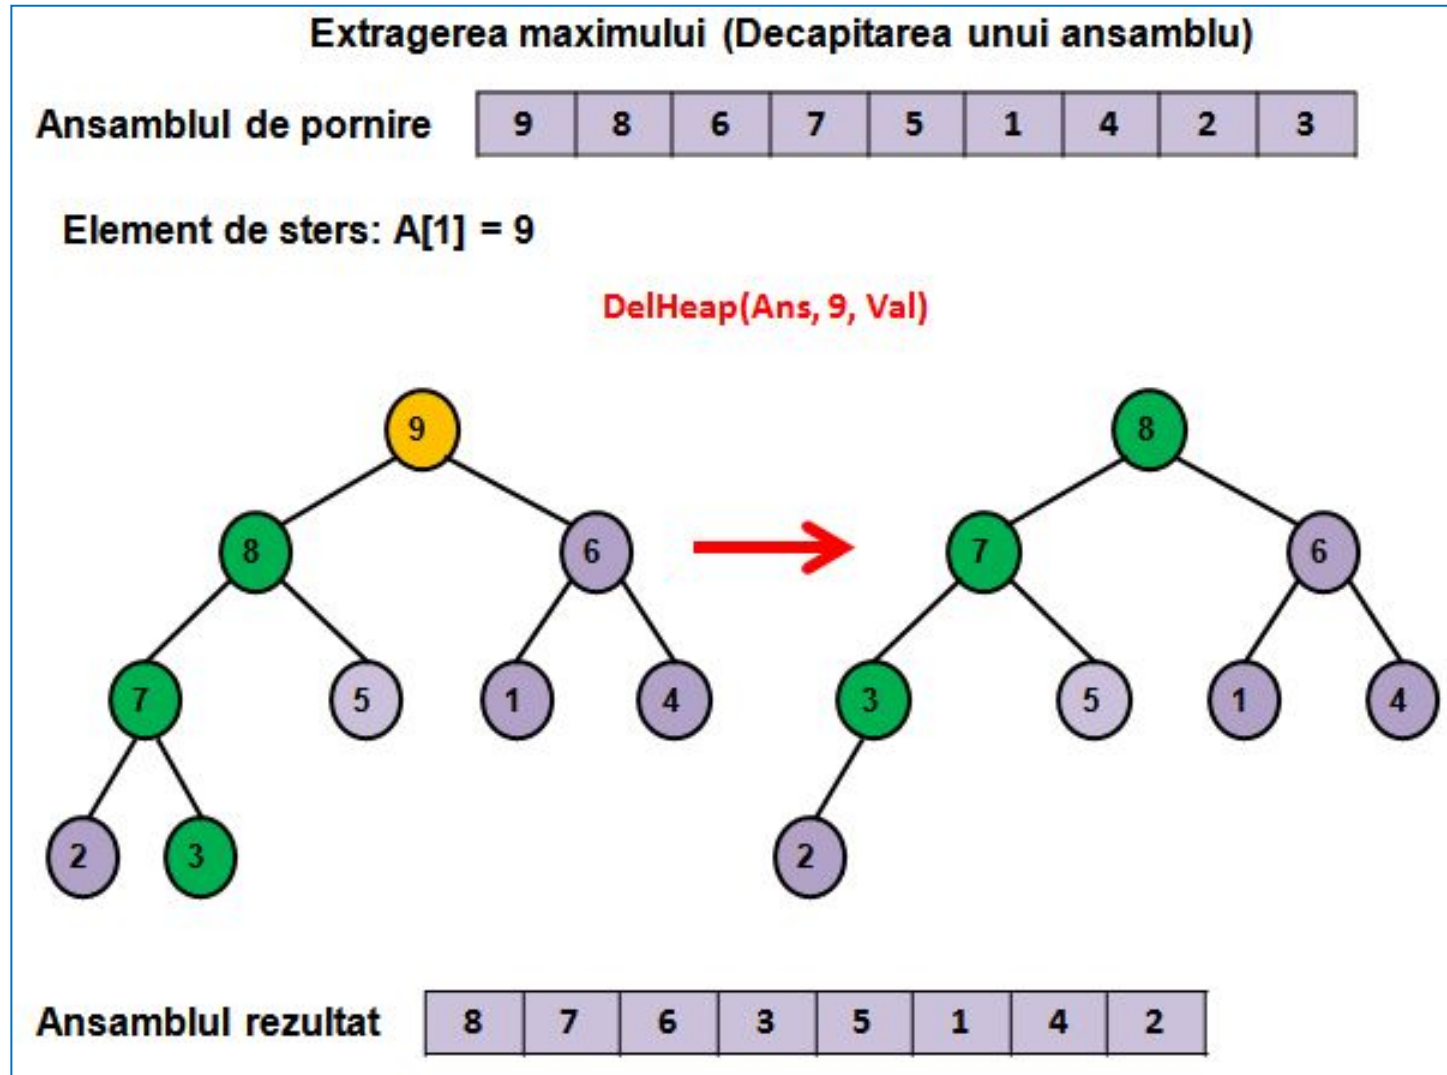 Extragerea maximului (Decapitarea unui ansamblu)
Ansamblul de pornire 9 8 6 7 5 1 4 2 3
Element de sters: A[1] = 9
DelHeap(Ans, 9, Val)
9 8
8 6 7 6
7 5 1 4 3 5 1 4
2 3 2
Ansamblul rezultat 8 7 6 3 5 1 4 2